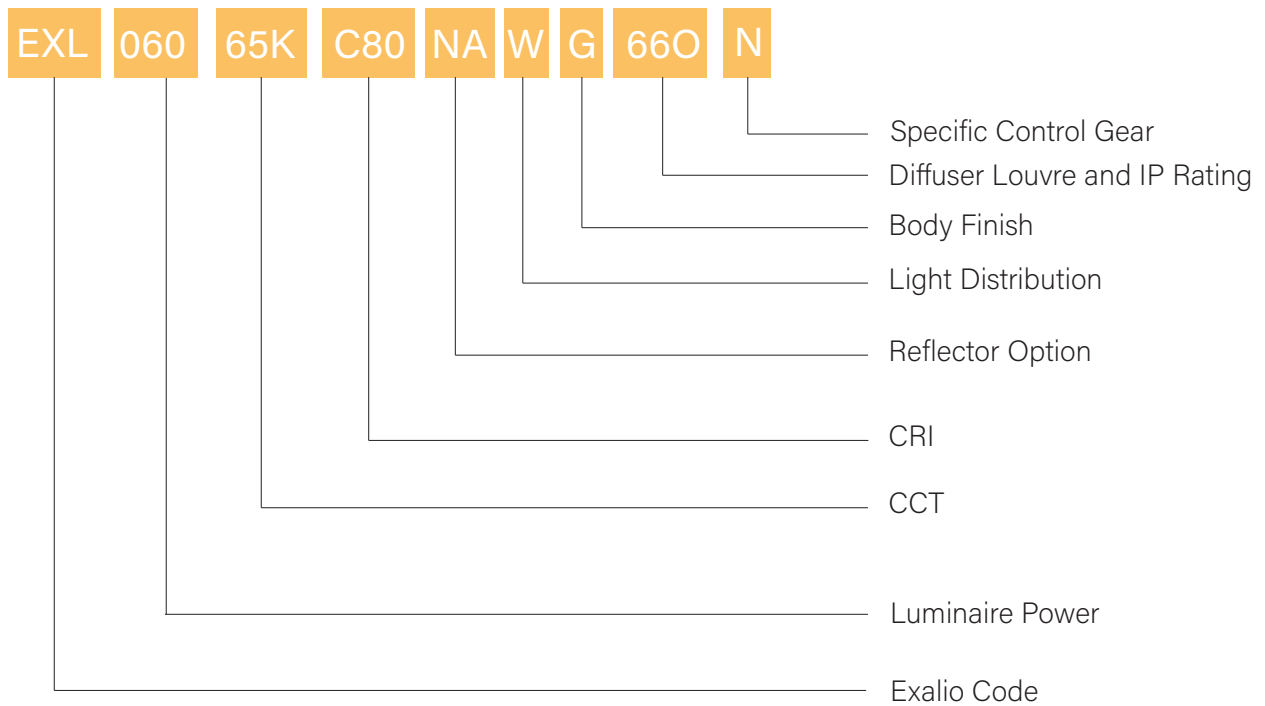 EXL 060 65K C80 NA W G 66O N
Specific Control Gear
Diffuser Louvre and IP Rating
Body Finish
Light Distribution
Reflector Option
CRI
CCT
Luminaire Power
Exalio Code